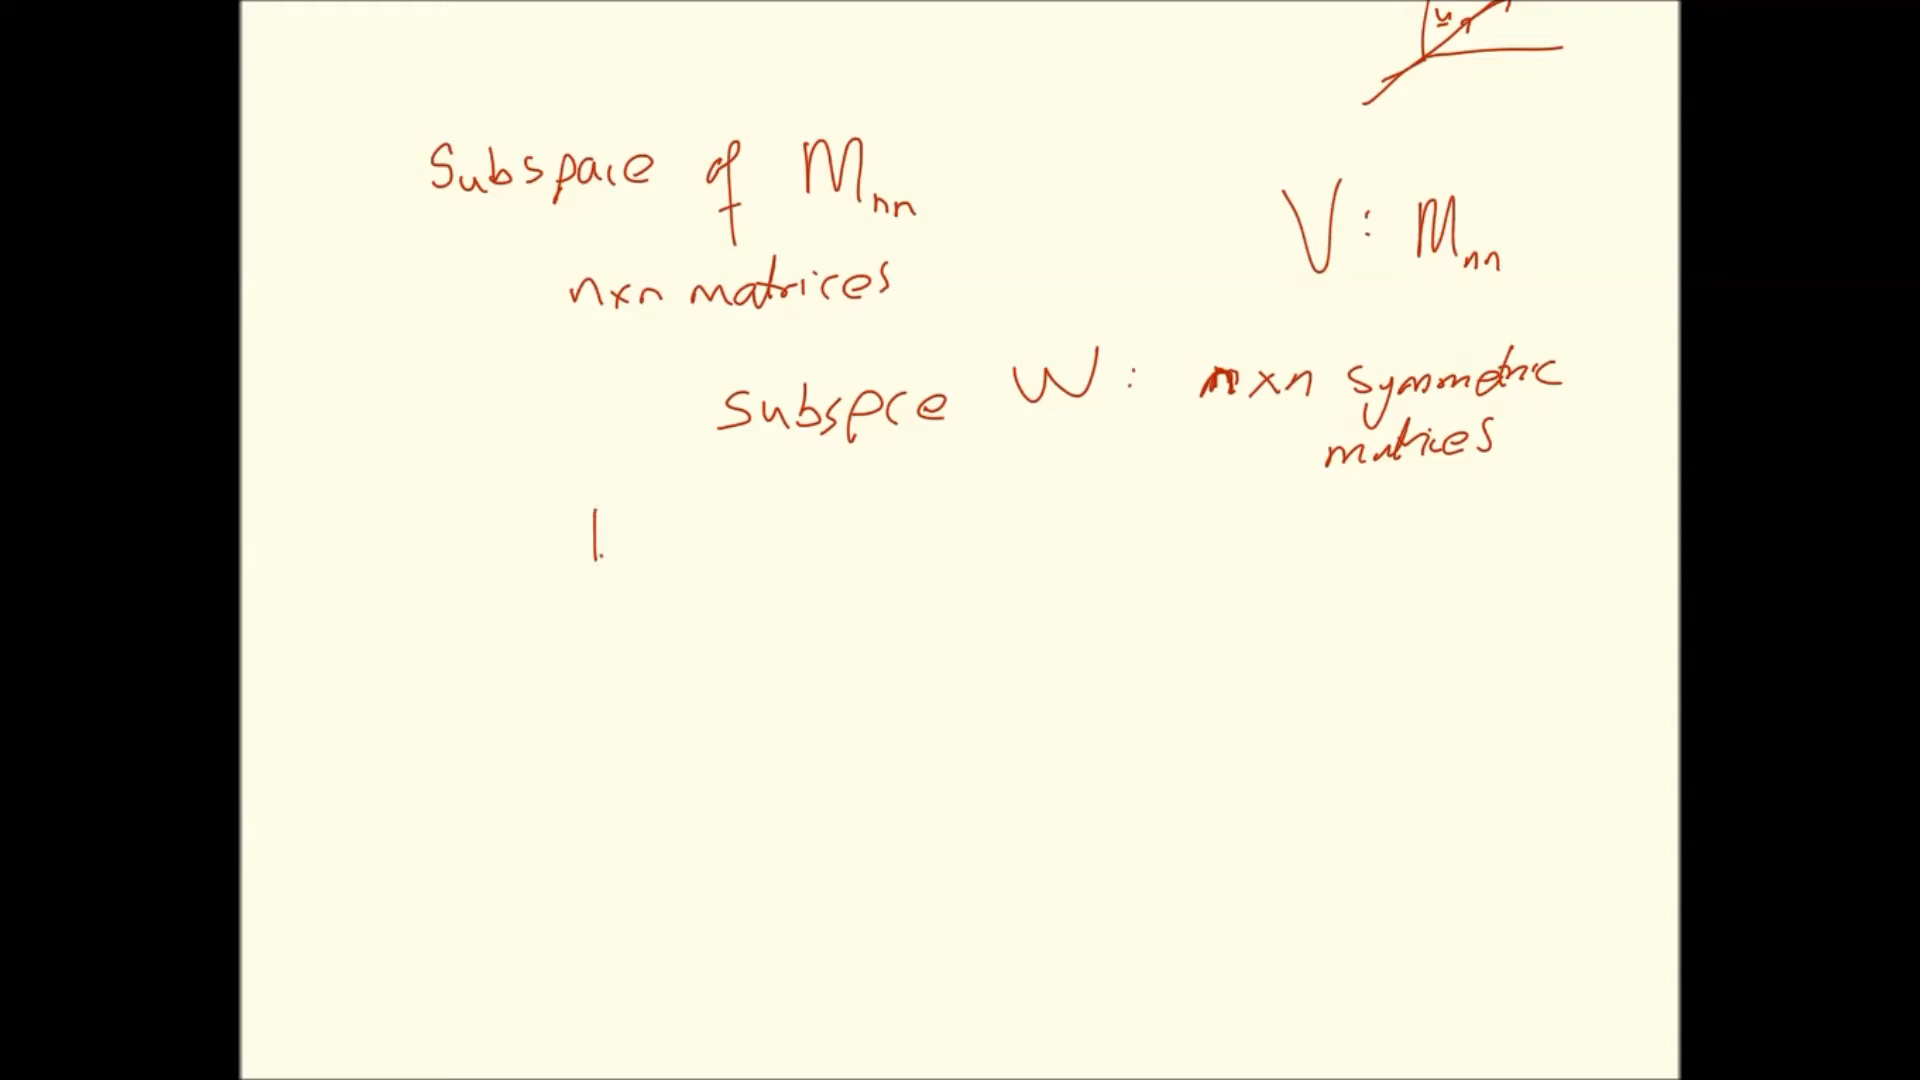 u
Subspace of Mnn
V: Mnn
nxn matrices
subspce W: nxn symmetric
matrices
1.